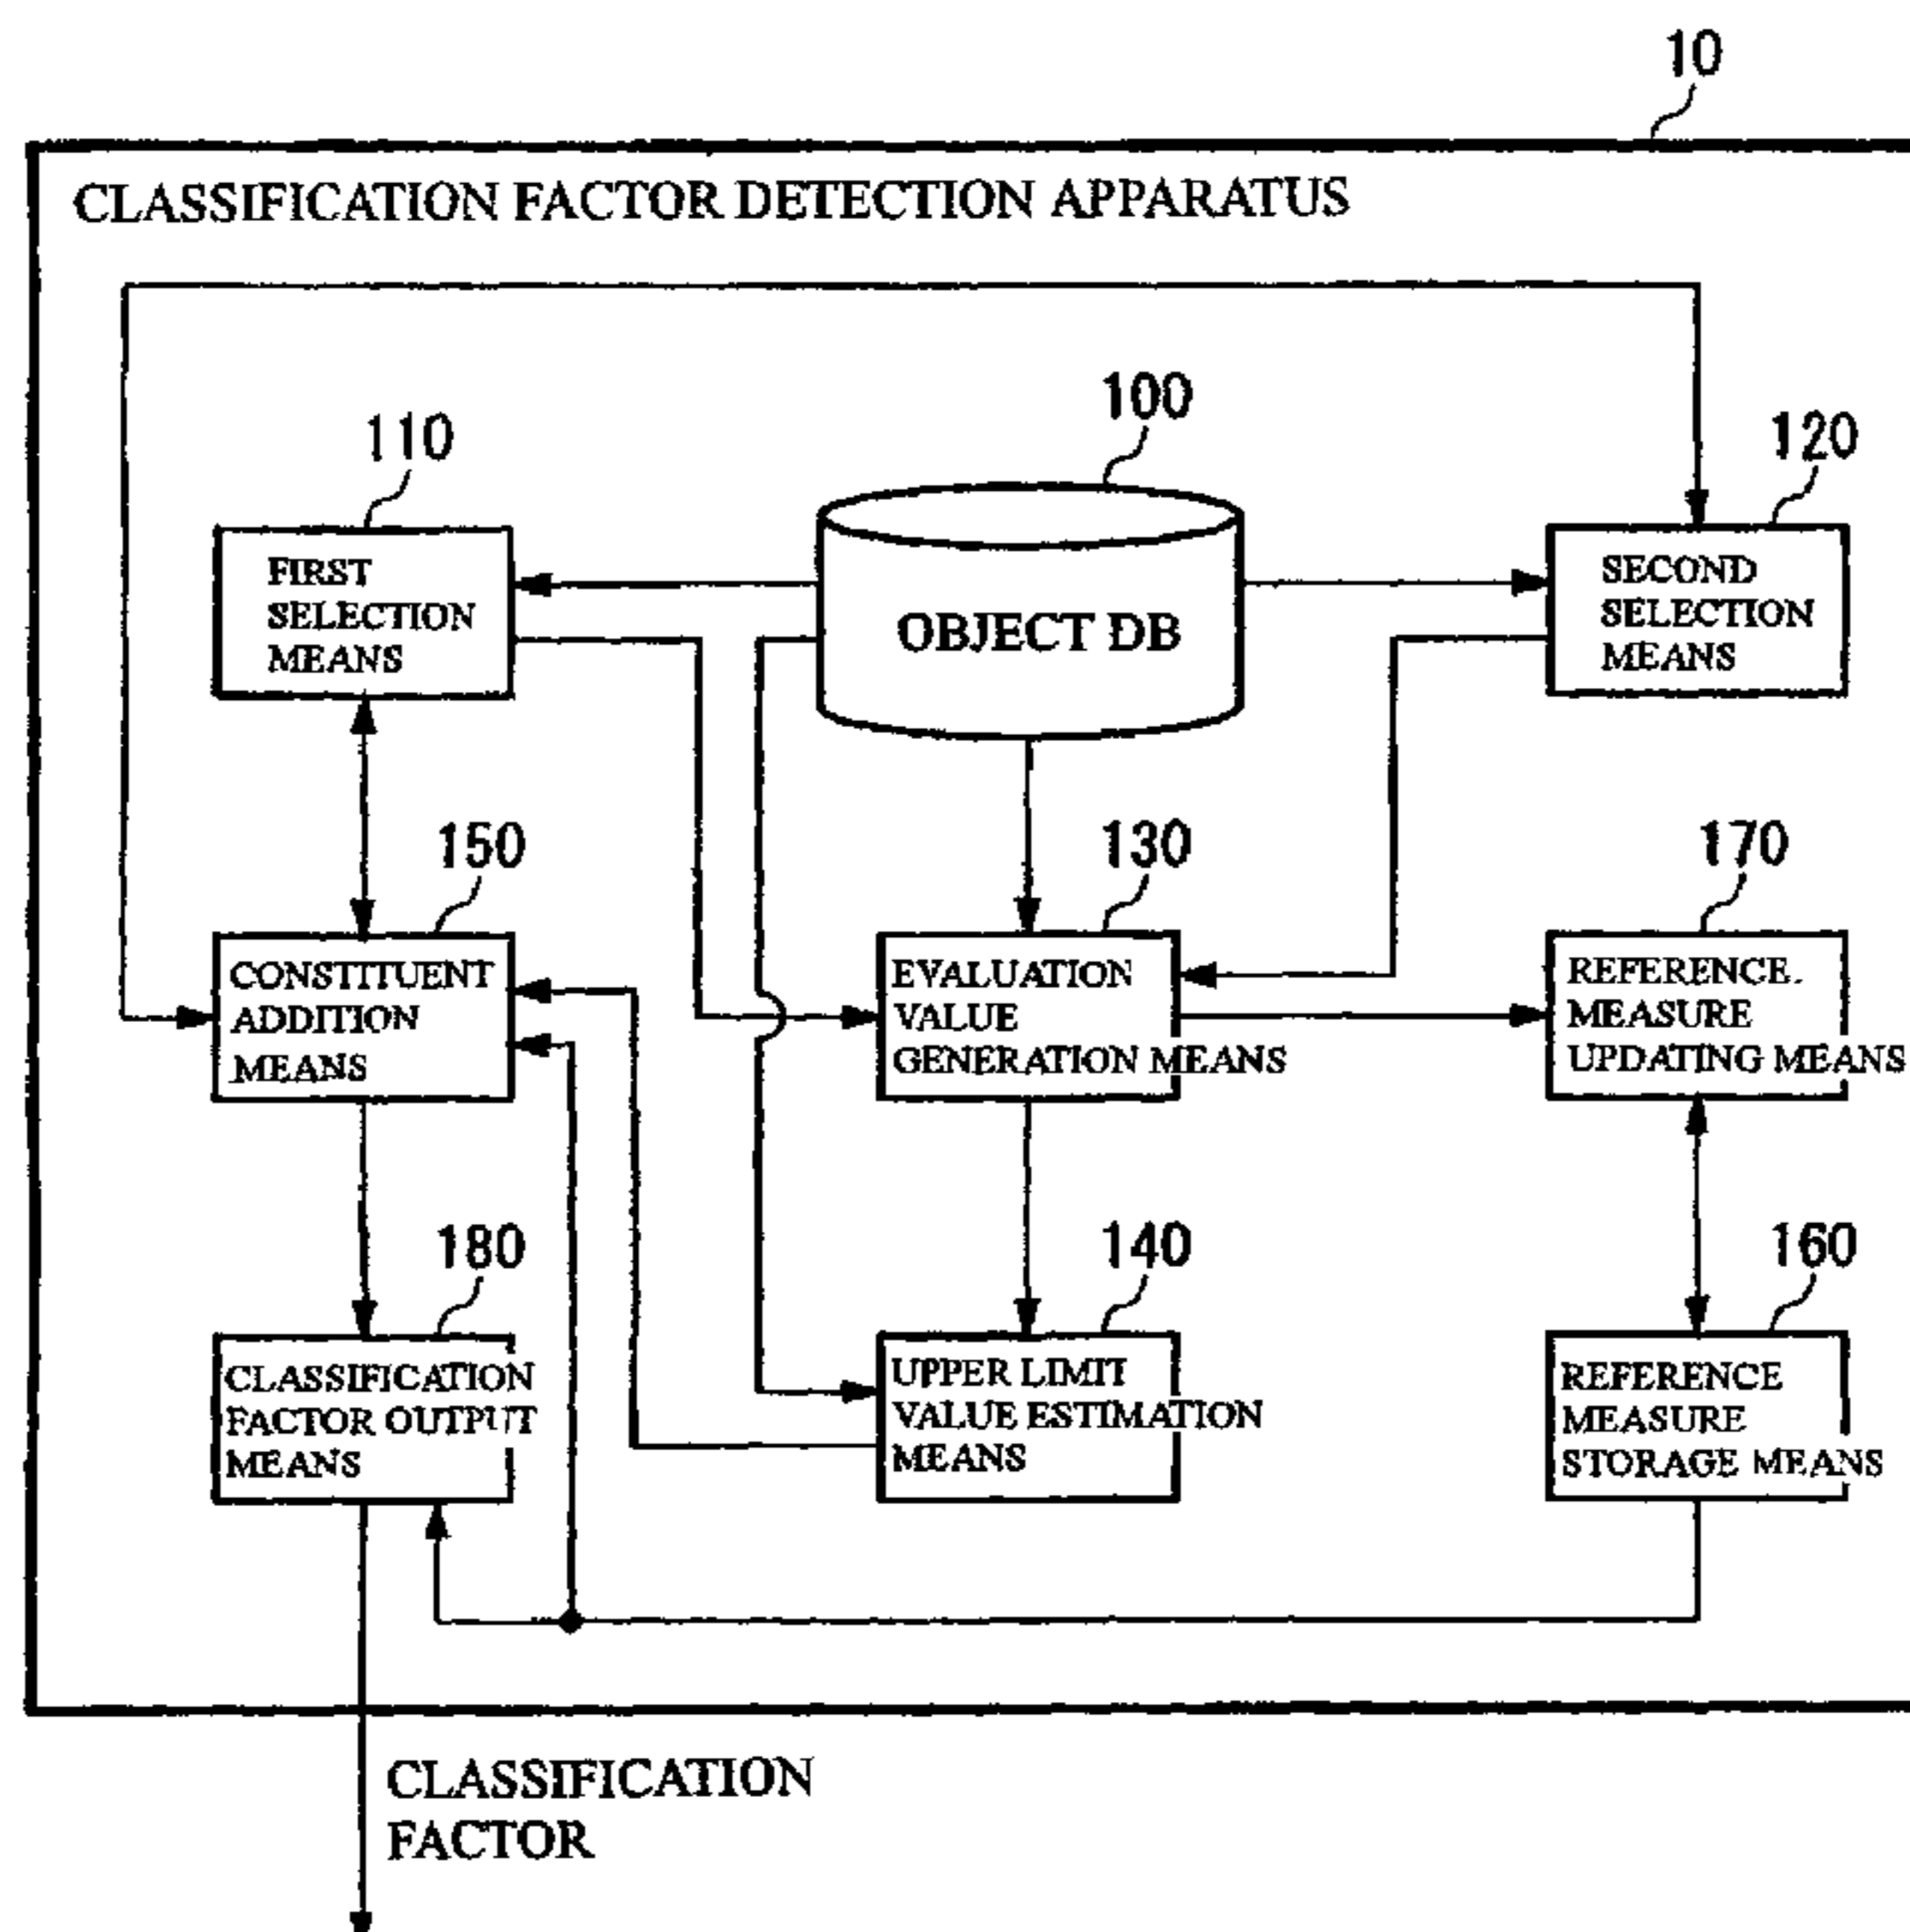 10
CLASSIFICATION FACTOR DETECTION APPARATUS
100
110
120
FIRST
SELECTION
MEANS
OBJECT DB
SECOND
SELECTION
MEANS
150
130
170
CONSTITUENT
ADDITION
MEANS
EVALUATION
VALUE
GENERATION MEANS
REFERENCE.
MEASURE
UPDATING MEANS
180
140
160
CLASSIFICATION
FACTOR OUTPUT
MEANS
UPPER LIMIT
VALUE ESTIMATION
MEANS
REFERENCE
MEASURE
STORAGE MEANS
CLASSIFICATION
FACTOR